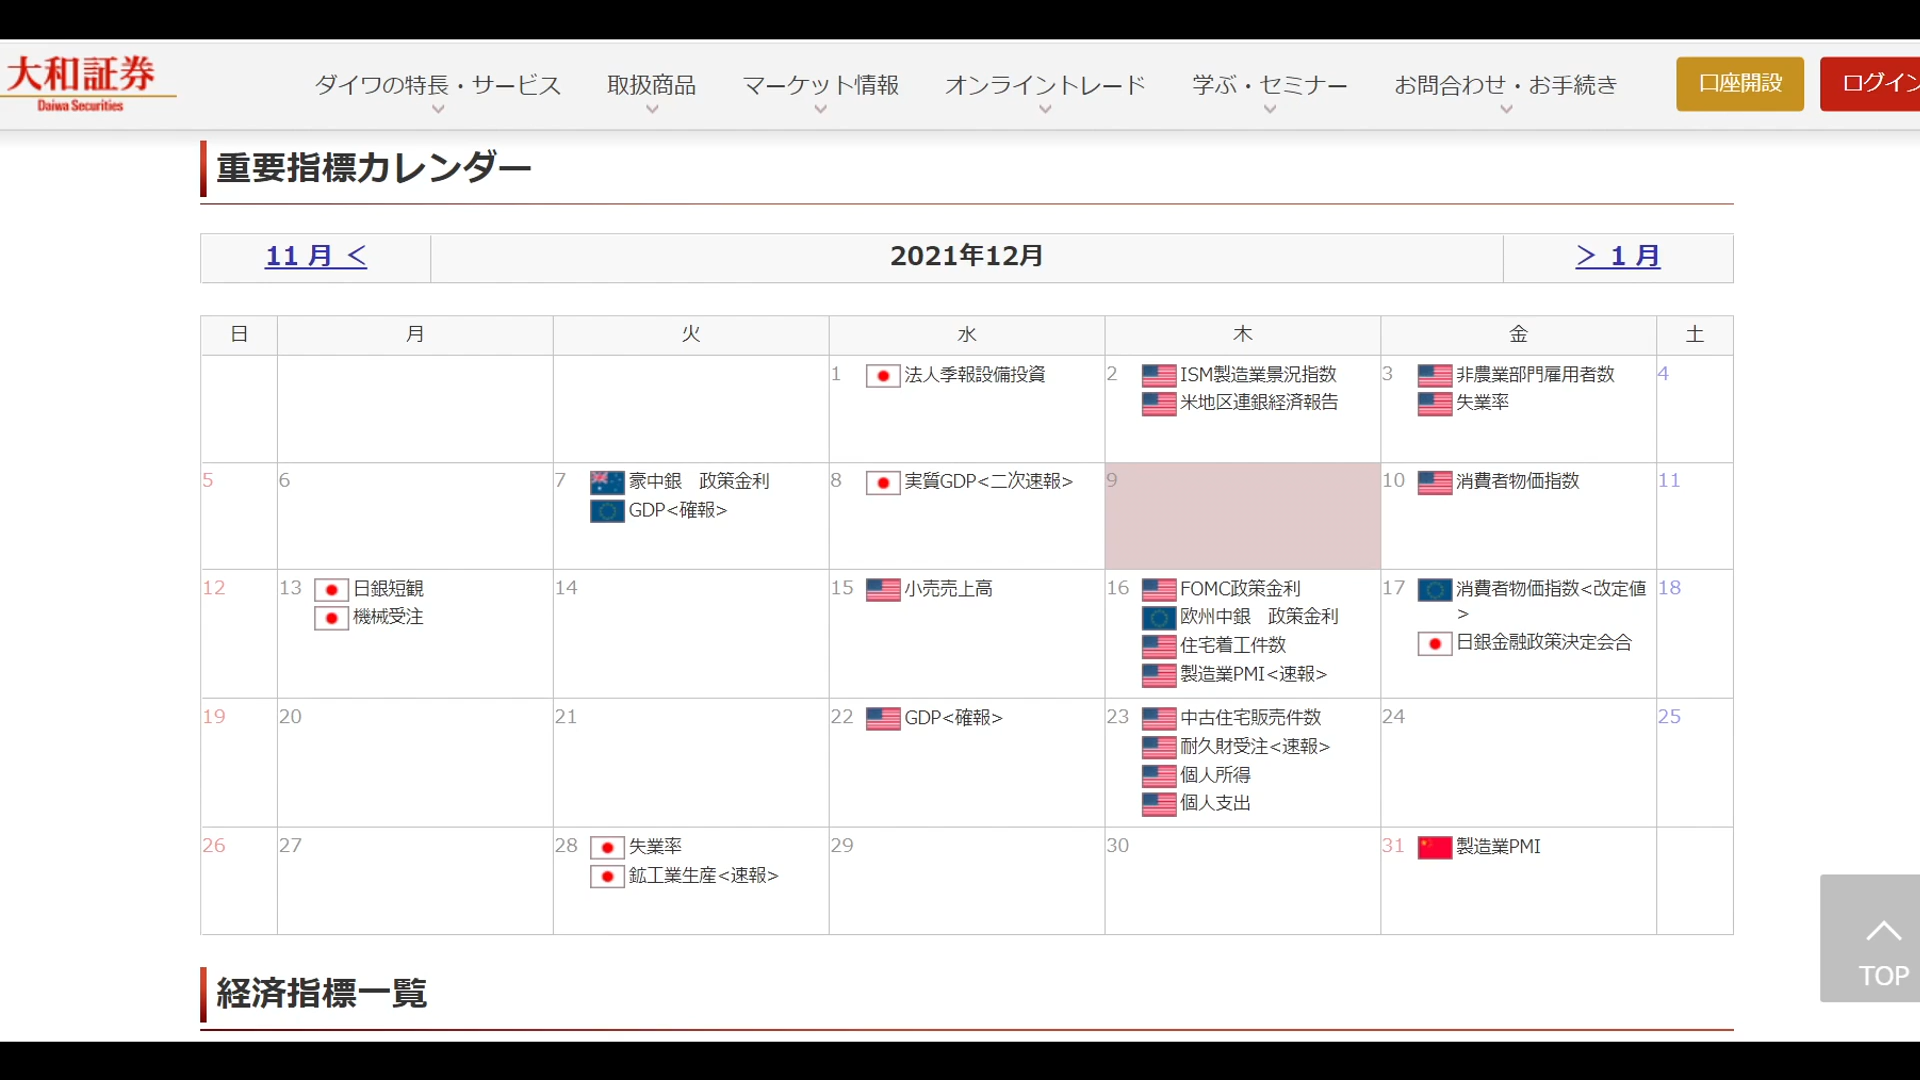 大和証券
Daiwa Securities
ダイワの特長・サービス
取扱商品
マーケット情報
オンライントレード
学ぶ・セミナー
お問合わせ・お手続き
口座開設
ログイン
重要指標カレンダー
11 月 <
2021年12月
> 1 月
日 月 火 水 木 金 土
1 法人季報設備投資
2 ISM製造業景況指数
米地区連銀経済報告
3 非農業部門雇用者数
失業率
4
5
6
7 豪中銀　政策金利
GDP<確報>
8 実質GDP<二次速報>
9
10 消費者物価指数
11
12
13 日銀短観
機械受注
14
15 小売売上高
16 FOMC政策金利
欧州中銀　政策金利
住宅着工件数
製造業PMI<速報>
17 消費者物価指数<改定値
>
日銀金融政策決定会合
18
19
20
21
22 GDP<確報>
23 中古住宅販売件数
耐久財受注<速報>
個人所得
個人支出
24
25
26
27
28 失業率
鉱工業生産<速報>
29
30
31 製造業PMI
経済指標一覧
TOP